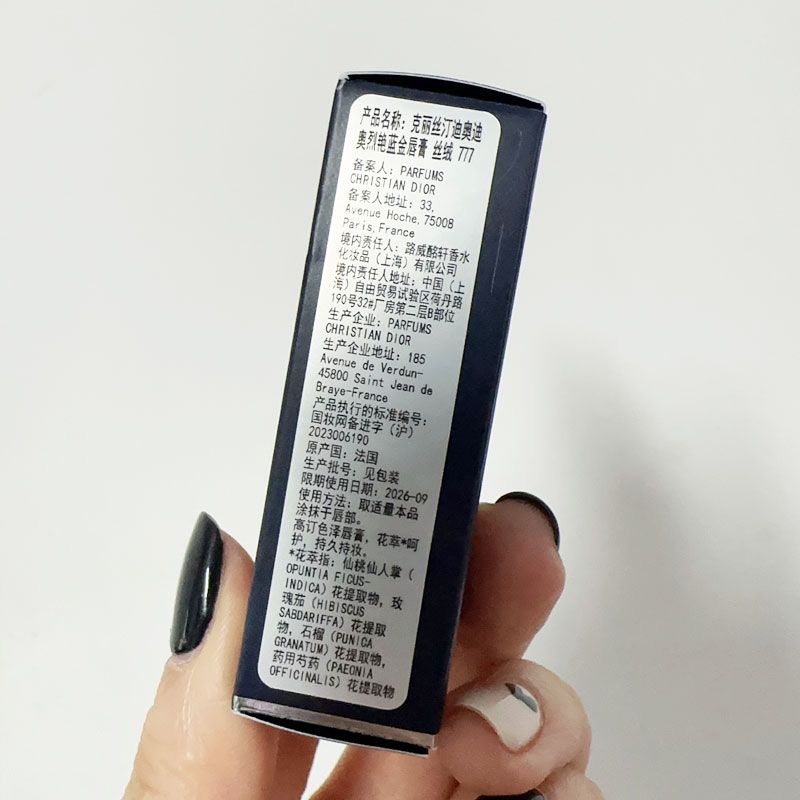 产品名称：克丽丝汀迪奥迪
奥烈艳蓝金唇膏 丝绒 777
备案人：PARFUMS
CHRISTIAN DIOR
备案人地址：33,
Avenue Hoche,75008
Paris,France
境内责任人：路威酩轩香水
化妆品（上海）有限公司
境内责任人地址：中国（上
海）自由贸易试验区荷丹路
190号32#厂房第二层B部位
生产企业：PARFUMS
CHRISTIAN DIOR
生产企业地址：185
Avenue de Verdun-
45800 Saint Jean de
Braye-France
产品执行的标准编号：
国妆网备进字（沪）
2023006190
原产国：法国
生产批号：见包装
限期使用日期：2026-09
使用方法：取适量本品
涂抹于唇部。
高订色泽唇膏，花萃*呵
护，持久持妆。
*花萃指：仙桃仙人掌（
OPUNTIA FICUS-
INDICA）花提取物，玫
瑰茄（HIBISCUS
SABDARIFFA）花提取
物，石榴（PUNICA
GRANATUM）花提取物，
药用芍药（PAEONIA
OFFICINALIS）花提取物